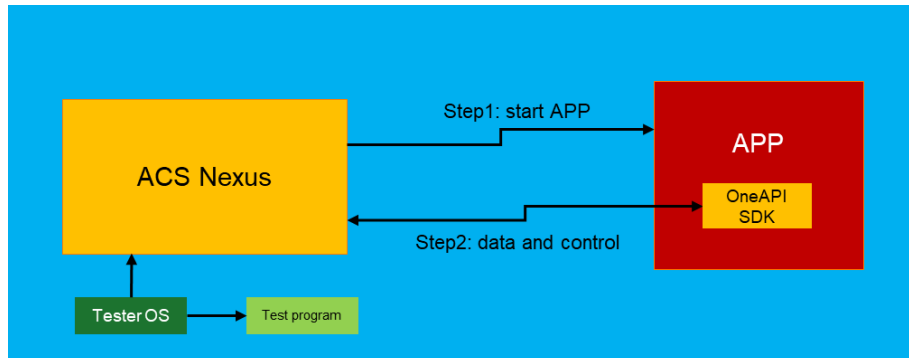 Step1: start APP
APP
ACS Nexus
OneAPI
SDK
Step2: data and control
Tester OS
Test program